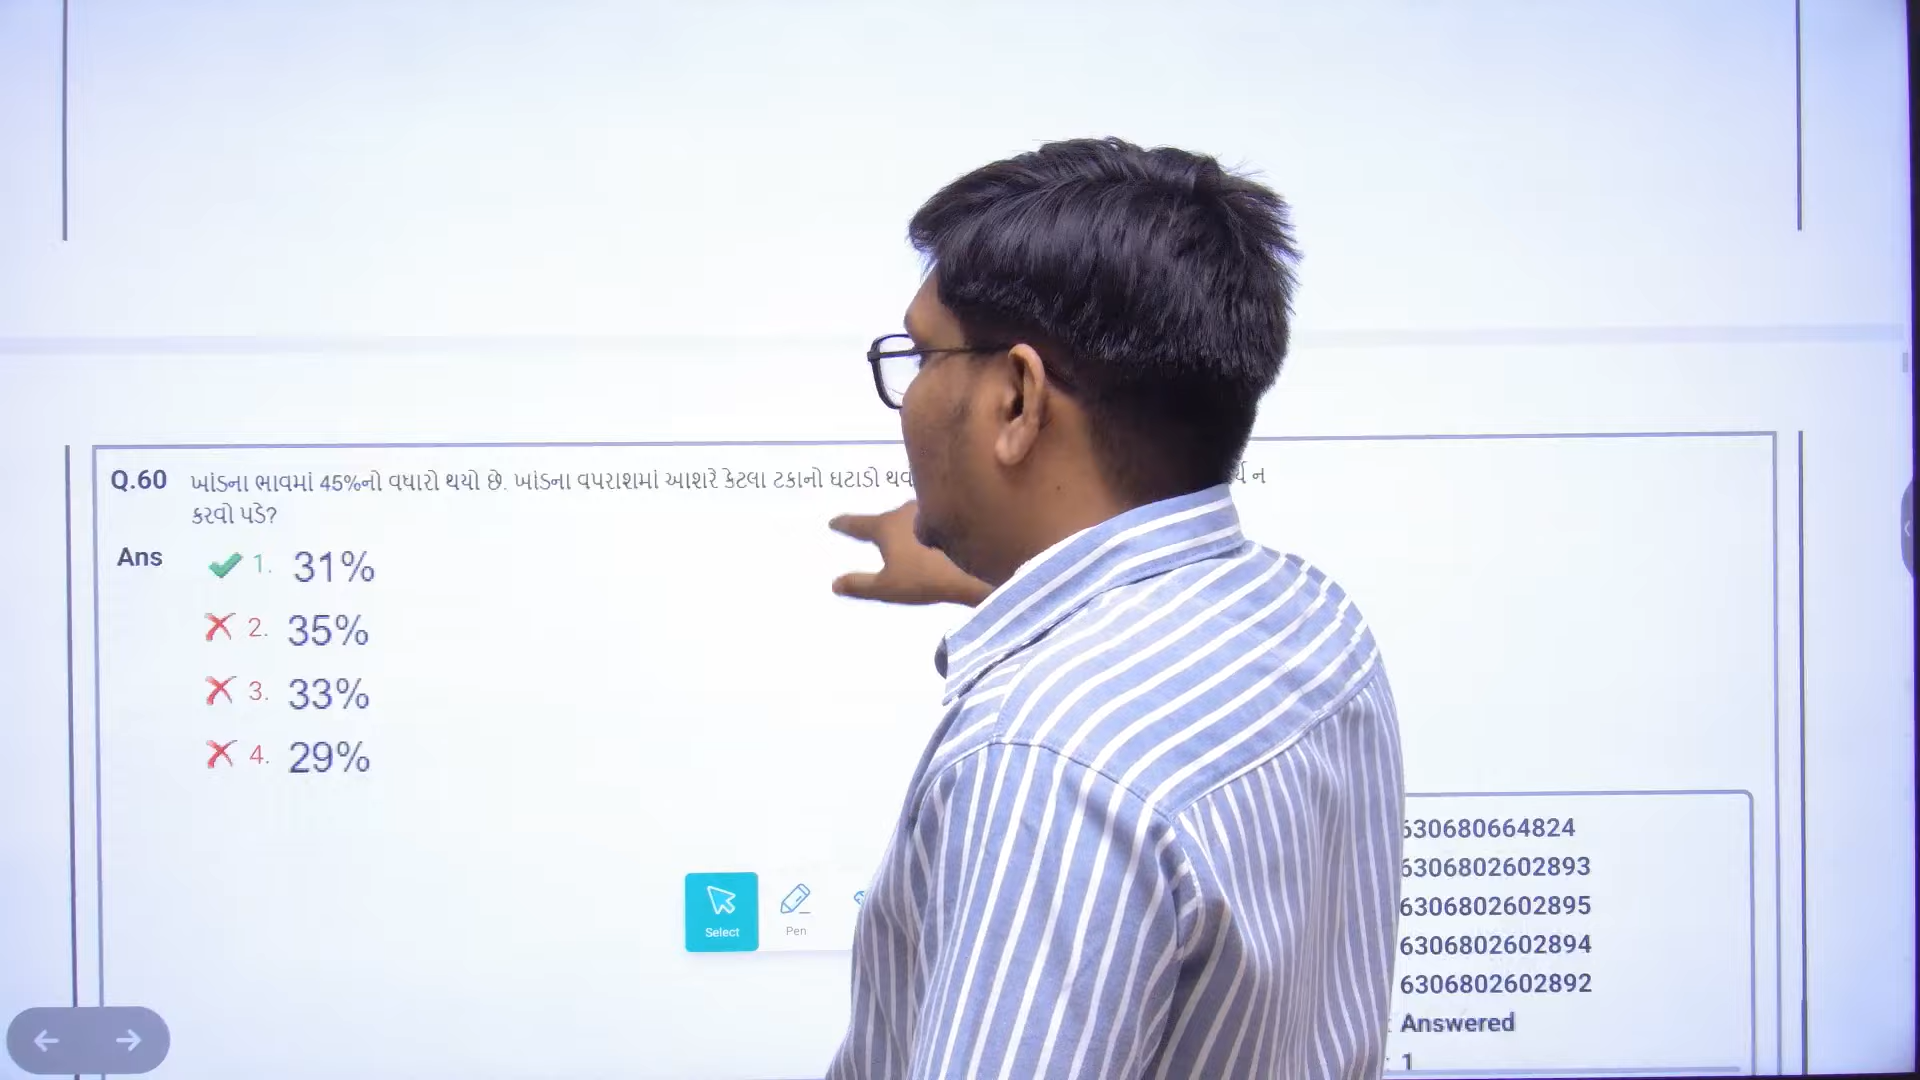 Q.60 ખાંડના ભાવમાં 45%નો વધારો થયો છે. ખાંડના વપરાશમાં આશરે કેટલા ટકાનો ઘટાડો થવ ન
કરવો પડે?
Ans 1. 31%
2. 35%
3. 33%
4. 29%
630680664824
6306802602893
6306802602895
6306802602894
6306802602892
Answered
: 1
Select
Pen